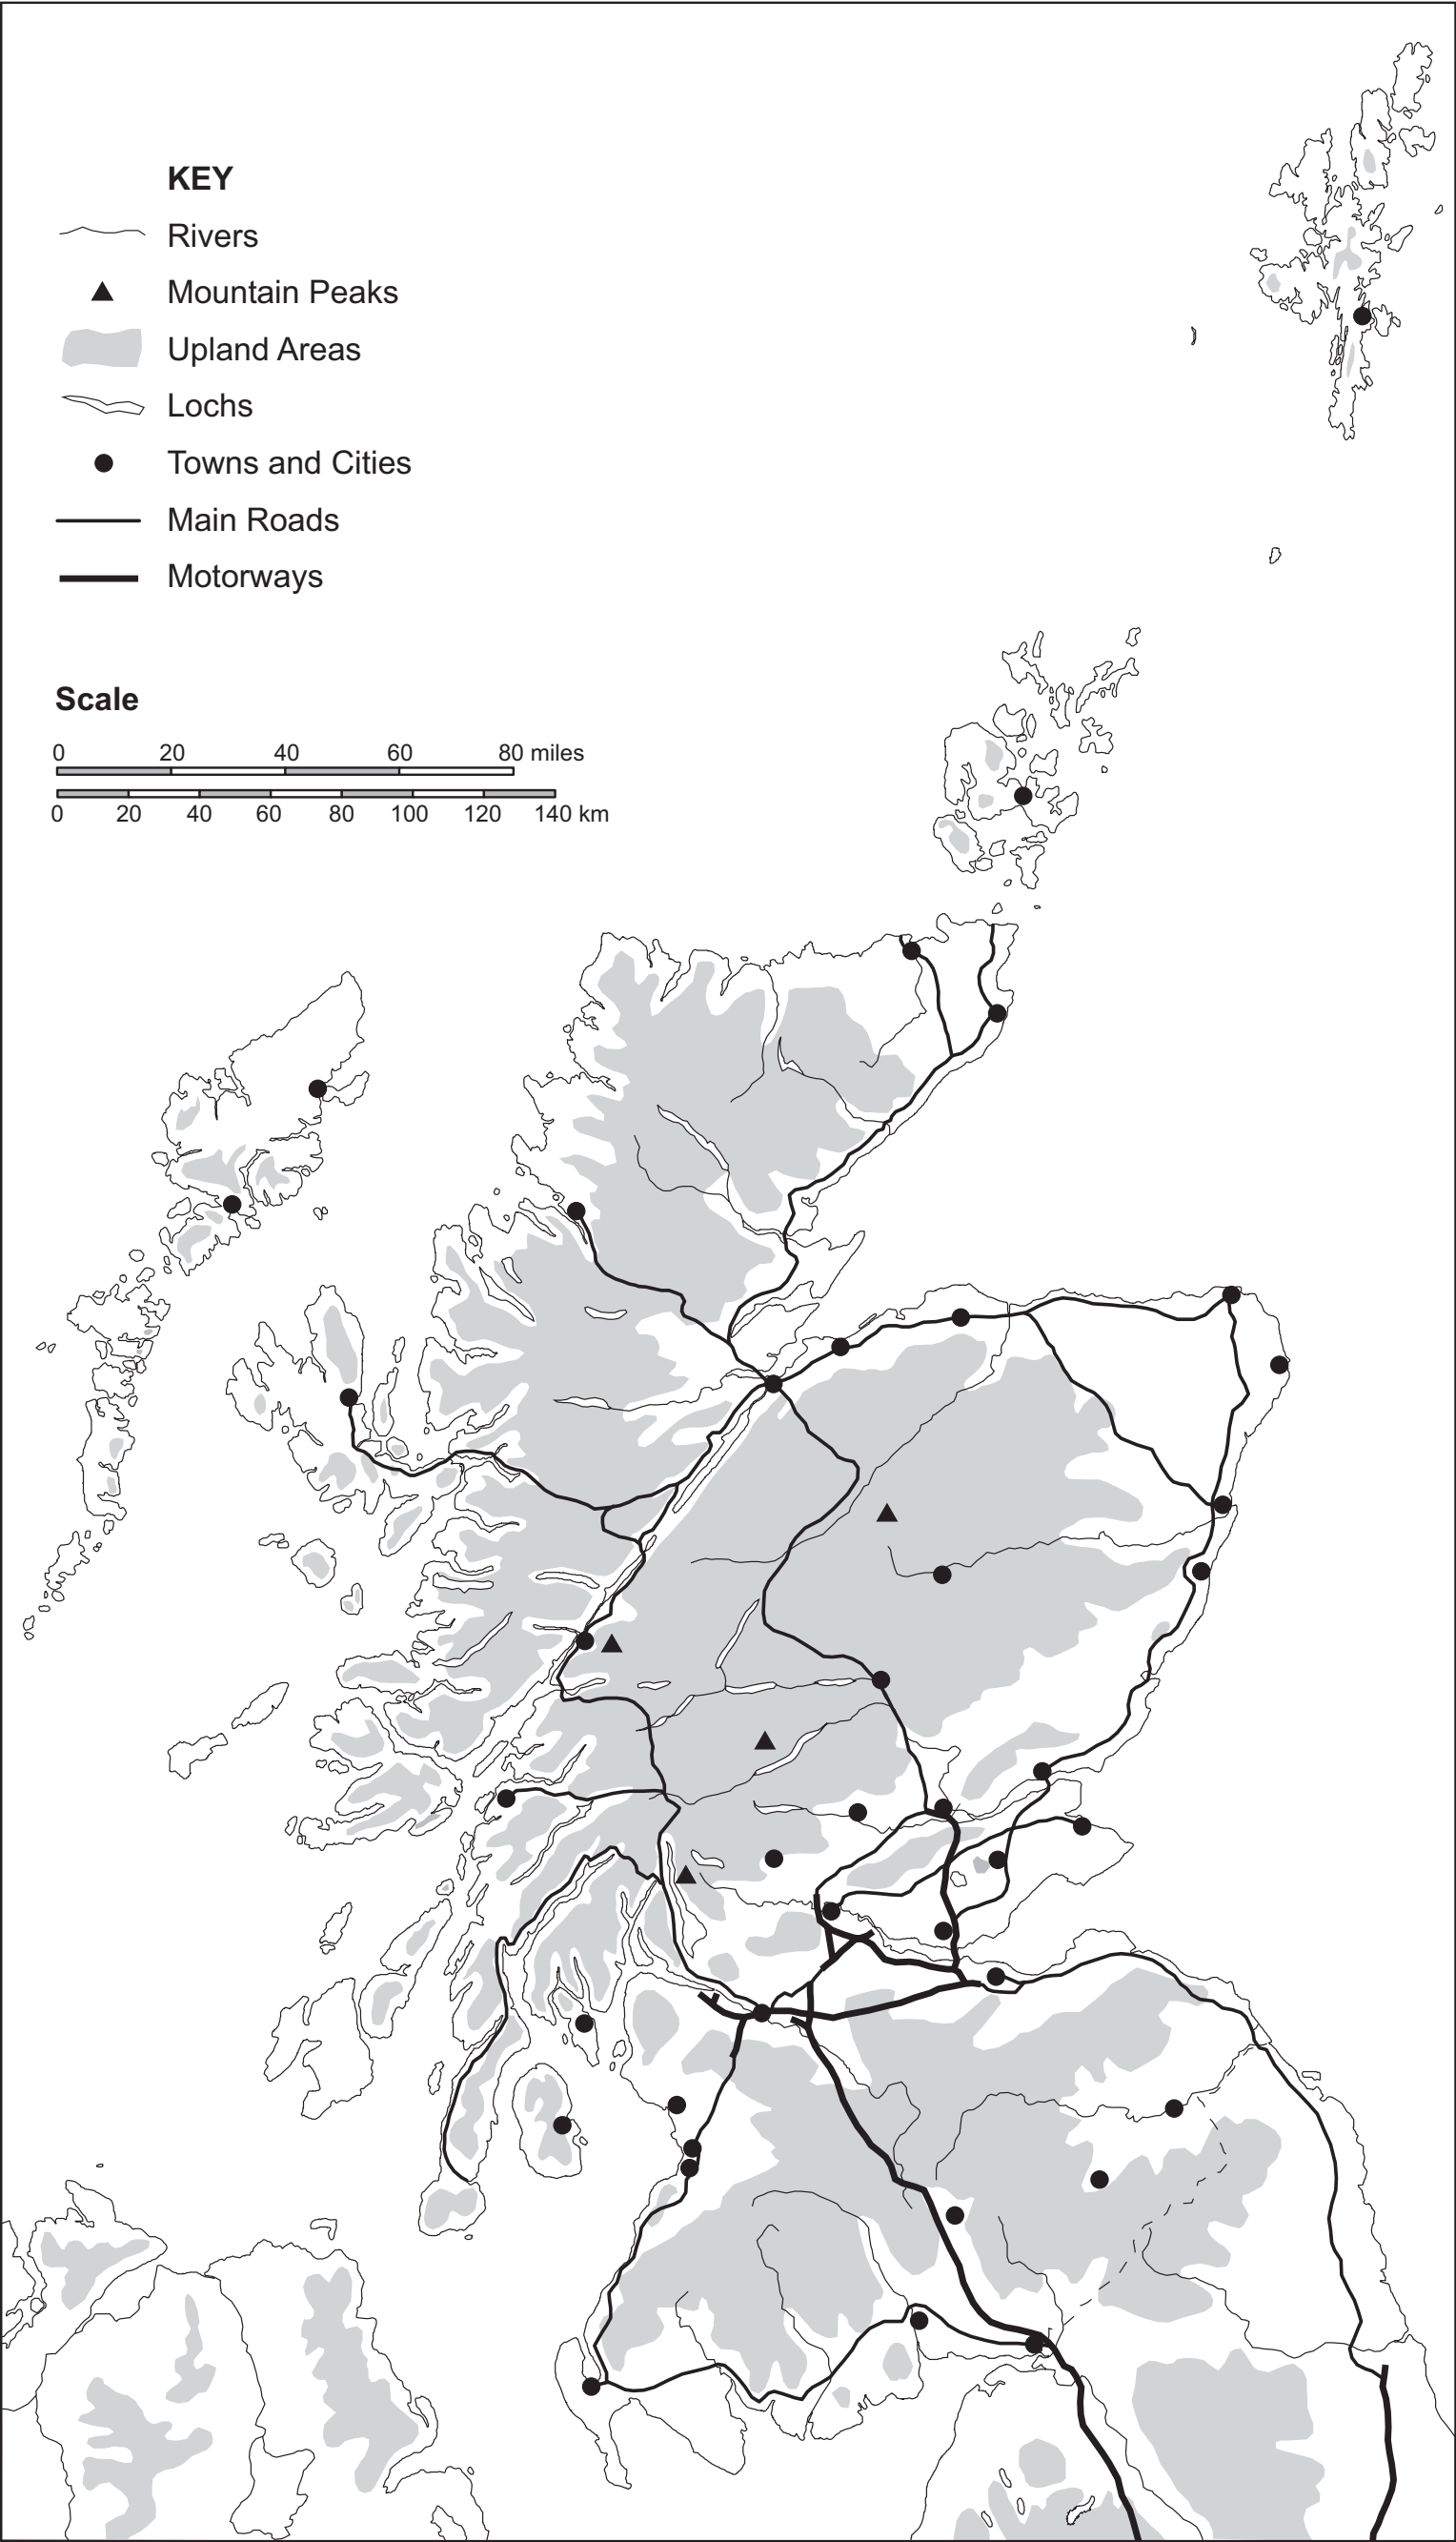 KEY
Rivers
Mountain Peaks
Upland Areas
Lochs
Towns and Cities
Main Roads
Motorways
Scale
0 20 40 60 80 miles
0 20 40 60 80 100 120 140 km